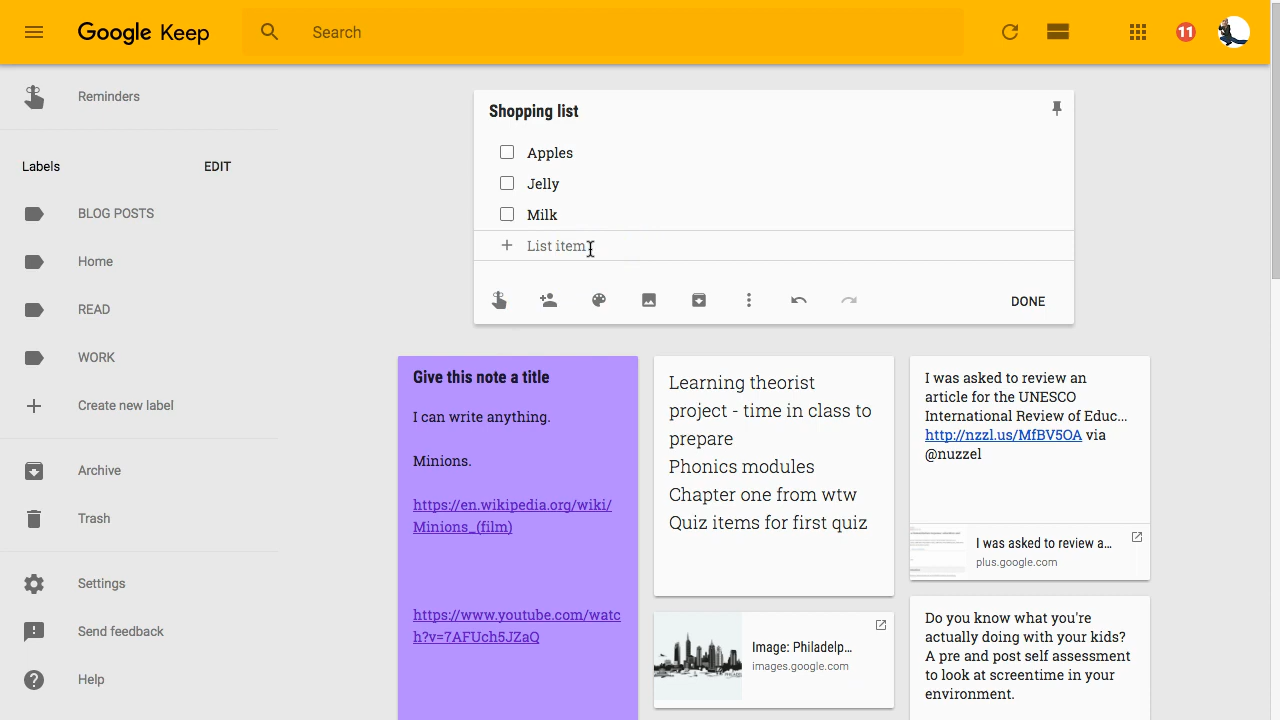 Google Keep
Search
11
Reminders
Labels
EDIT
BLOG POSTS
Home
READ
WORK
Create new label
Archive
Trash
Settings
Send feedback
Help
Shopping list
Apples
Jelly
Milk
List item
DONE
Give this note a title
I can write anything.
Minions.
https://en.wikipedia.org/wiki/
Minions_(film)
https://www.youtube.com/watc
h?v=7AFUch5JZaQ
Learning theorist
project - time in class to
prepare
Phonics modules
Chapter one from wtw
Quiz items for first quiz
Image: Philadelp...
images.google.com
I was asked to review an
article for the UNESCO
International Review of Educ...
http://nzzl.us/MfBV5OA via
@nuzzel
I was asked to review a...
plus.google.com
Do you know what you're
actually doing with your kids?
A pre and post self assessment
to look at screentime in your
environment.